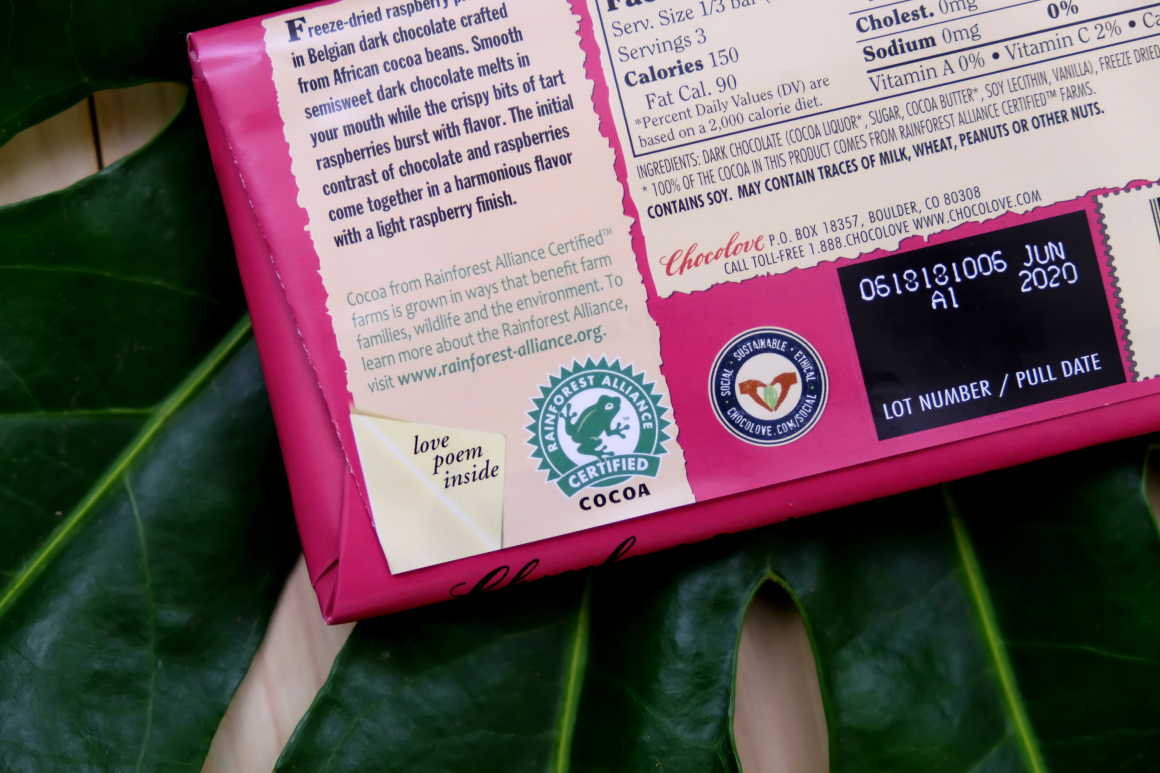 Freeze-dried raspberry
in Belgian dark chocolate crafted
from African cocoa beans. Smooth
semisweet dark chocolate melts in
your mouth while the crispy bits of tart
raspberries burst with flavor. The initial
contrast of chocolate and raspberries
come together in a harmonious flavor
with a light raspberry finish.
Cocoa from Rainforest Alliance Certified™
farms is grown in ways that benefit farm
families, wildlife and the environment. To
learn more about the Rainforest Alliance,
visit www.rainforest-alliance.org.
love
poem
inside
RAINFOREST ALLIANCE
TM
CERTIFIED
COCOA
Serv. Size 1/3 bar
Servings 3
Calories 150
Fat Cal. 90
*Percent Daily Values (DV) are
based on a 2,000 calorie diet.
Cholest. 0mg
Sodium 0mg 0%
Vitamin A 0% • Vitamin C 2% •
INGREDIENTS: DARK CHOCOLATE (COCOA LIQUOR*, SUGAR, COCOA BUTTER*, SOY LECITHIN, VANILLA), FREEZE DRIED
* 100% OF THE COCOA IN THIS PRODUCT COMES FROM RAINFOREST ALLIANCE CERTIFIED™ FARMS.
CONTAINS SOY. MAY CONTAIN TRACES OF MILK, WHEAT, PEANUTS OR OTHER NUTS.
Chocolove P.O. BOX 18357, BOULDER, CO 80308
CALL TOLL-FREE 1.888.CHOCOLOVE WWW.CHOCOLOVE.COM
SOCIAL • SUSTAINABLE • ETHICAL
• CHOCOLOVE.COM/SOCIAL •
0618181006 JUN
A1 2020
LOT NUMBER / PULL DATE